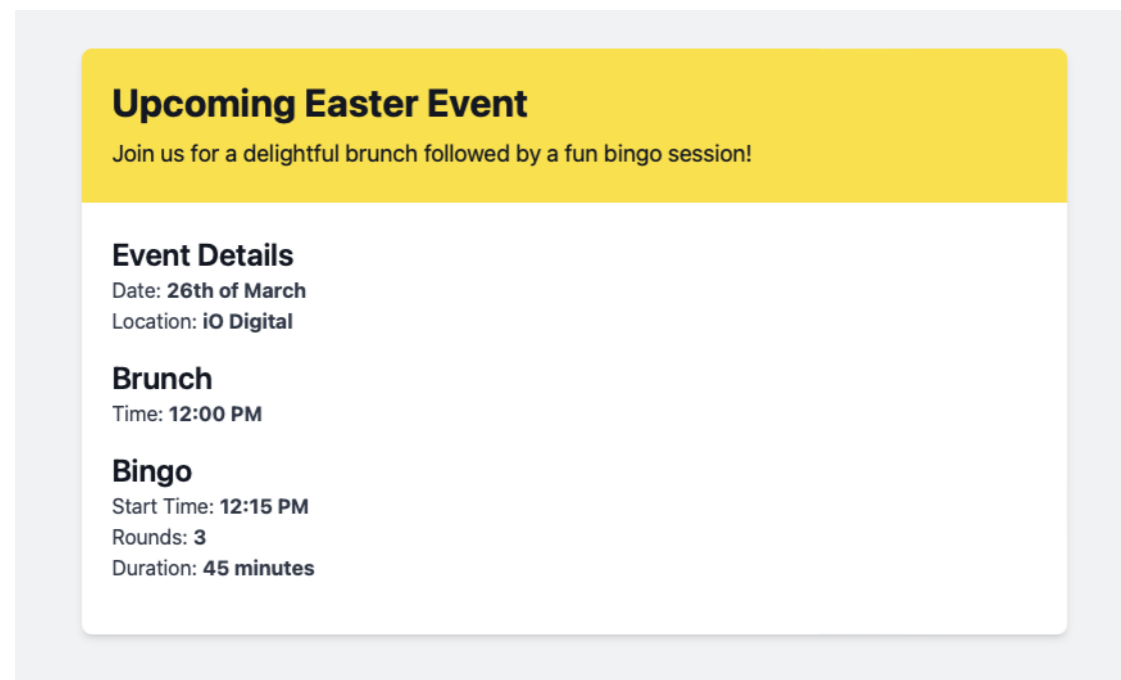 Upcoming Easter Event
Join us for a delightful brunch followed by a fun bingo session!
Event Details
Date: 26th of March
Location: iO Digital
Brunch
Time: 12:00 PM
Bingo
Start Time: 12:15 PM
Rounds: 3
Duration: 45 minutes